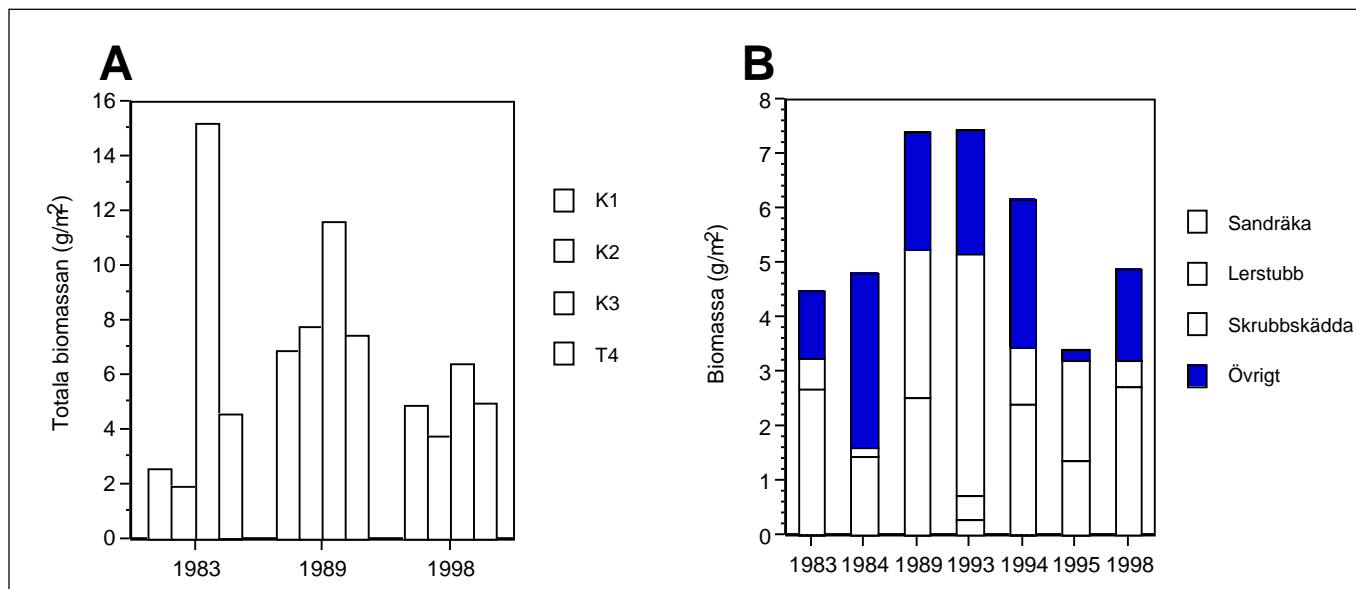 A
Totala biomassan (g/m2)
16
14
12
10
8
6
4
2
0
1983 1989 1998
K1
K2
K3
T4
B
Biomassa (g/m2)
8
7
6
5
4
3
2
1
0
1983 1984 1989 1993 1994 1995 1998
Sandräka
Lerstubb
Skrubbskädda
Övrigt